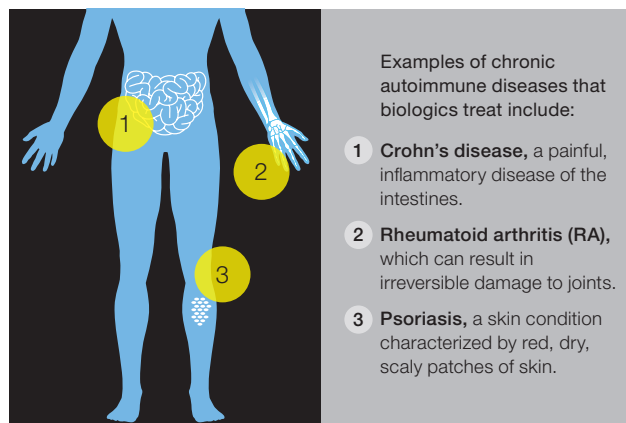 1
2
3
Examples of chronic
autoimmune diseases that
biologics treat include:
1 Crohn’s disease, a painful,
inflammatory disease of the
intestines.
2 Rheumatoid arthritis (RA),
which can result in
irreversible damage to joints.
3 Psoriasis, a skin condition
characterized by red, dry,
scaly patches of skin.